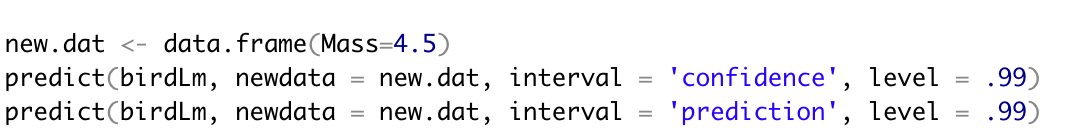 new.dat <- data.frame(Mass=4.5)
predict(birdLm, newdata = new.dat, interval = 'confidence', level = .99)
predict(birdLm, newdata = new.dat, interval = 'prediction', level = .99)